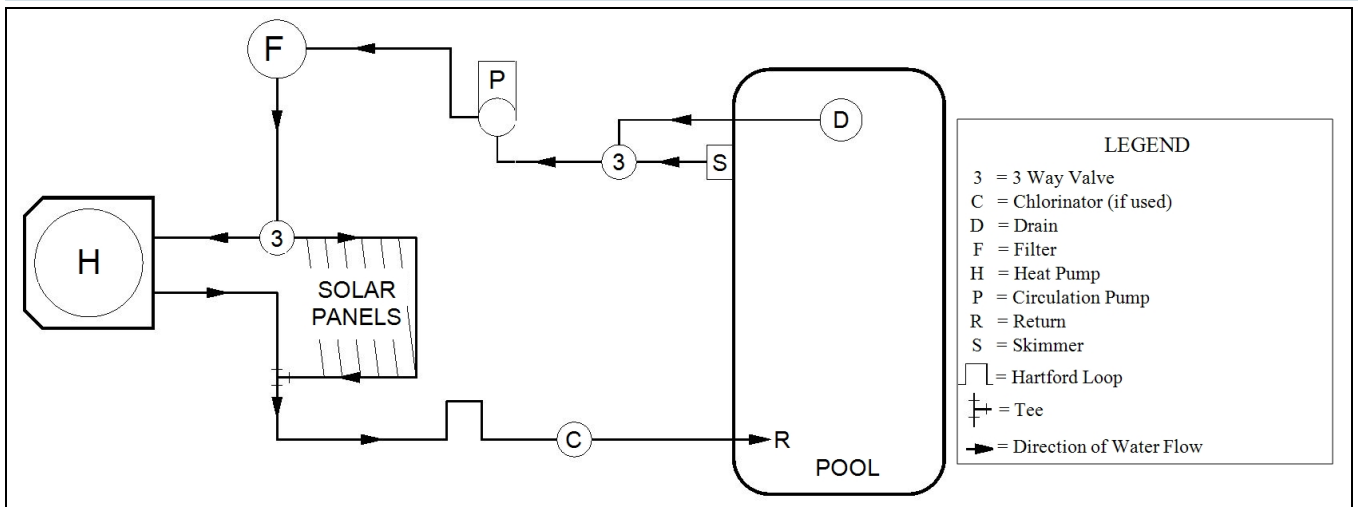 F
P
D
3
S
H
3
SOLAR
PANELS
C
R
POOL
LEGEND
3 = 3 Way Valve
C = Chlorinator (if used)
D = Drain
F = Filter
H = Heat Pump
P = Circulation Pump
R = Return
S = Skimmer
= Hartford Loop
= Tee
= Direction of Water Flow